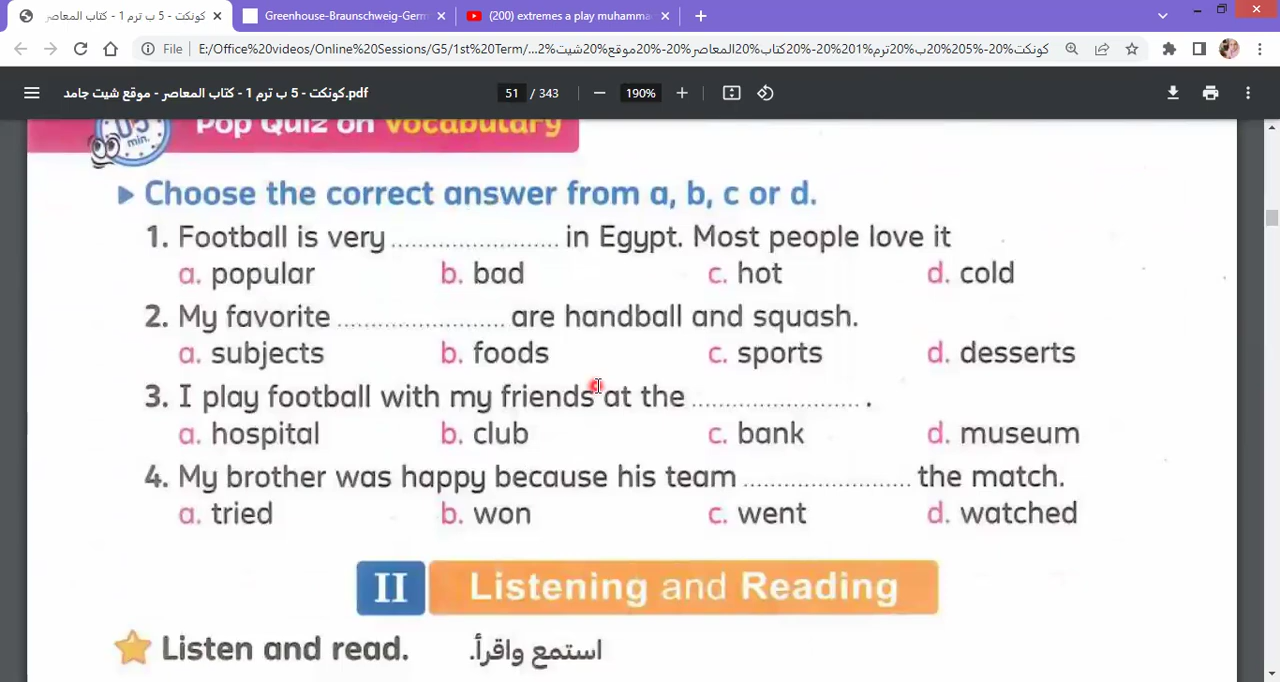 كونكت - 5 ب ترم 1 - كتاب المعاصر
Greenhouse-Braunschweig-Germ
(200) extremes a play muhamma
File
E:/Office%20videos/Online%20Sessions/G5/1st%20Term/...كونكت%20-%205%20ب%20ترم%201%20-%20كتاب%20المعاصر%20-%20موقع%20شيت%2...
كونكت - 5 ب ترم 1 - كتاب المعاصر - موقع شيت جامد.pdf
51 / 343
190%
05 min.
Pop Quiz on Vocabulary
Choose the correct answer from a, b, c or d.
1. Football is very .................... in Egypt. Most people love it
a. popular b. bad c. hot d. cold
2. My favorite .................... are handball and squash.
a. subjects b. foods c. sports d. desserts
3. I play football with my friends at the .................... .
a. hospital b. club c. bank d. museum
4. My brother was happy because his team .................... the match.
a. tried b. won c. went d. watched
II Listening and Reading
Listen and read. استمع واقرأ.